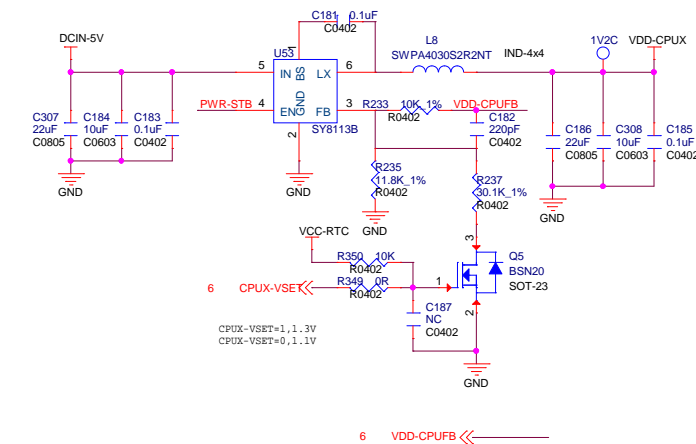 C181 0.1uF
C0402
DCIN-5V
U53
L8
SWPA4030S2R2NT
IND-4x4
1V2C
VDD-CPUX
5 IN BS LX 6
1
PWR-STB 4 EN GND FB 3
R233 10K_1% VDD-CPUFB
R0402
2
SY8113B
C307
22uF
C0805
C184
10uF
C0603
C183
0.1uF
C0402
C182
220pF
C0402
C186
22uF
C0805
C308
10uF
C0603
C185
0.1uF
C0402
R235
11.8K_1%
R0402
R237
30.1K_1%
R0402
GND
GND
GND
GND
VCC-RTC
R350 10K
R0402
6 CPUX-VSET
R349 0R
R0402
1
3
2
Q5
BSN20
SOT-23
C187
NC
C0402
CPUX-VSET=1,1.3V
CPUX-VSET=0,1.1V
GND
6 VDD-CPUFB